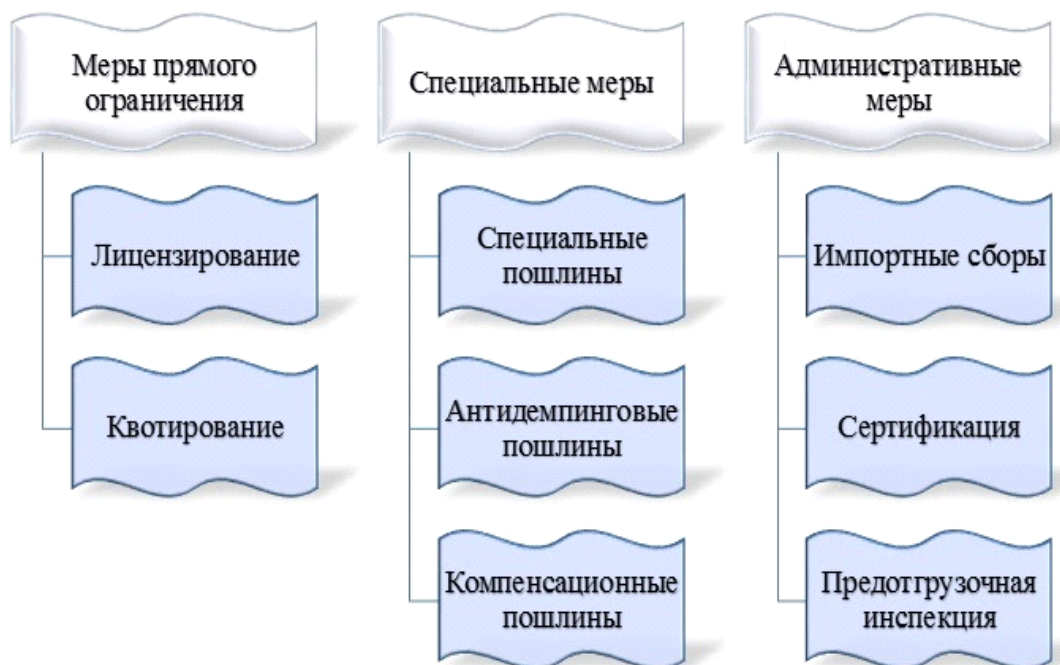 Меры прямого
ограничения
Лицензирование
Квотирование
Специальные меры
Специальные
пошлины
Антидемпинговые
пошлины
Компенсационные
пошлины
Административные
меры
Импортные сборы
Сертификация
Предотгрузочная
инспекция